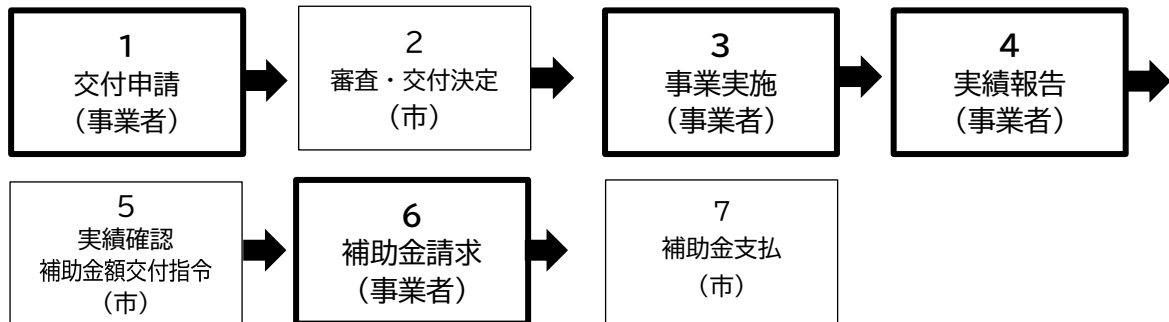 1
交付申請
（事業者）
2
審査・交付決定
（市）
3
事業実施
（事業者）
4
実績報告
（事業者）
5
実績確認
補助金額交付指令
（市）
6
補助金請求
（事業者）
7
補助金支払
（市）